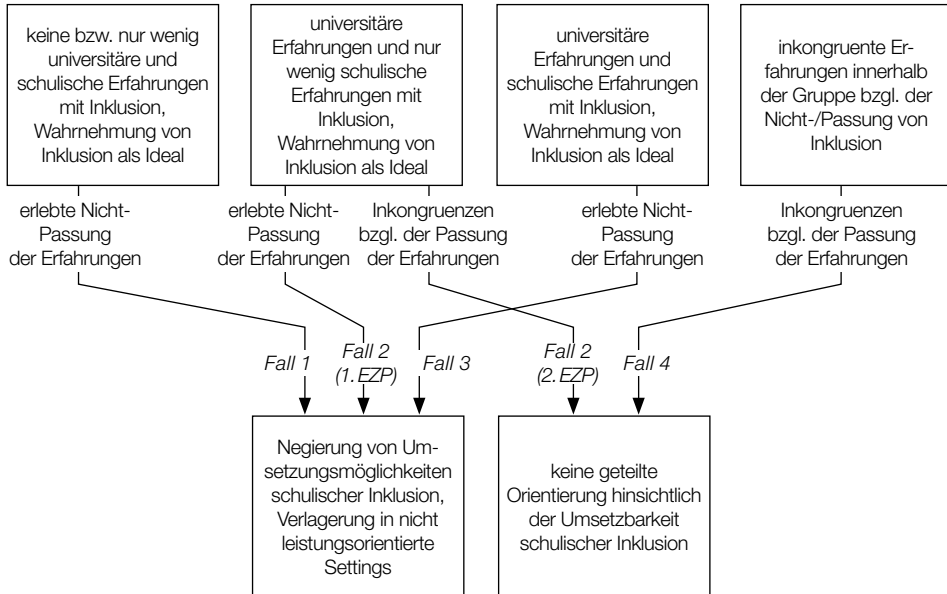 keine bzw. nur wenig
universitäre und
schulische Erfahrungen
mit Inklusion,
Wahrnehmung von
Inklusion als Ideal
universitäre
Erfahrungen und nur
wenig schulische
Erfahrungen mit
Inklusion,
Wahrnehmung von
Inklusion als Ideal
universitäre
Erfahrungen und
schulische Erfahrungen
mit Inklusion,
Wahrnehmung von
Inklusion als Ideal
inkongruente Er-
fahrungen innerhalb
der Gruppe bzgl. der
Nicht-/Passung von
Inklusion
erlebte Nicht-
Passung
der Erfahrungen
erlebte Nicht-
Passung
der Erfahrungen
Inkongruenzen
bzgl. der Passung
der Erfahrungen
erlebte Nicht-
Passung
der Erfahrungen
Inkongruenzen
bzgl. der Passung
der Erfahrungen
Fall 1
Fall 2
(1. EZP)
Fall 3
Fall 2
(2. EZP)
Fall 4
Negierung von Um-
setzungsmöglichkeiten
schulischer Inklusion,
Verlagerung in nicht
leistungsorientierte
Settings
keine geteilte
Orientierung hinsichtlich
der Umsetzbarkeit
schulischer Inklusion